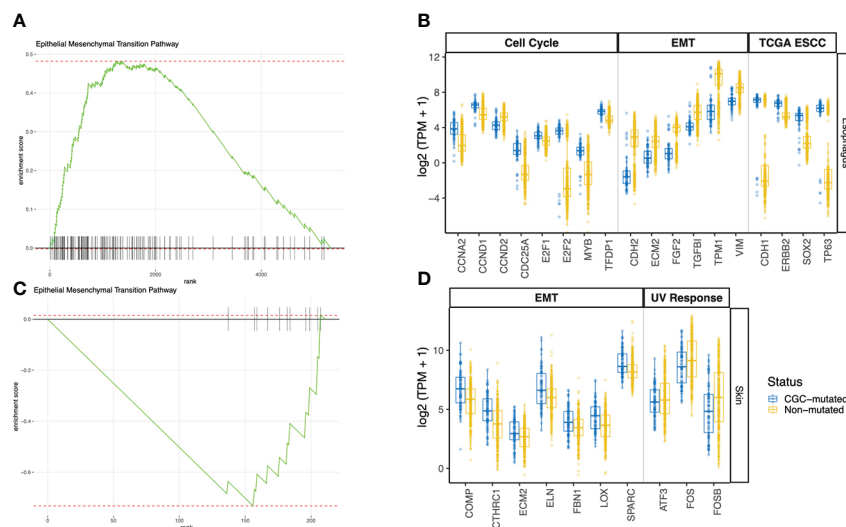 A
Epithelial Mesenchymal Transition Pathway
enrichment score
0.5
0.4
0.3
0.2
0.1
0.0
0
2000
4000
rank
B
Cell Cycle
EMT
TCGA ESCC
log2 (TPM + 1)
12
8
4
0
−4
CCNA2
CCND1
CCND2
CDC25A
E2F1
E2F2
MYB
TFDP1
CDH2
ECM2
FGF2
TGFBI
TPM1
VIM
CDH1
ERBB2
SOX2
TP63
C
Epithelial Mesenchymal Transition Pathway
enrichment score
0.0
−0.2
−0.4
−0.6
0
50
100
150
200
rank
D
EMT
UV Response
Skin
log2 (TPM + 1)
10
5
0
COMP
CTHRC1
ECM2
ELN
FBN1
LOX
SPARC
ATF3
FOS
FOSB
Status
CGC−mutated
Non−mutated